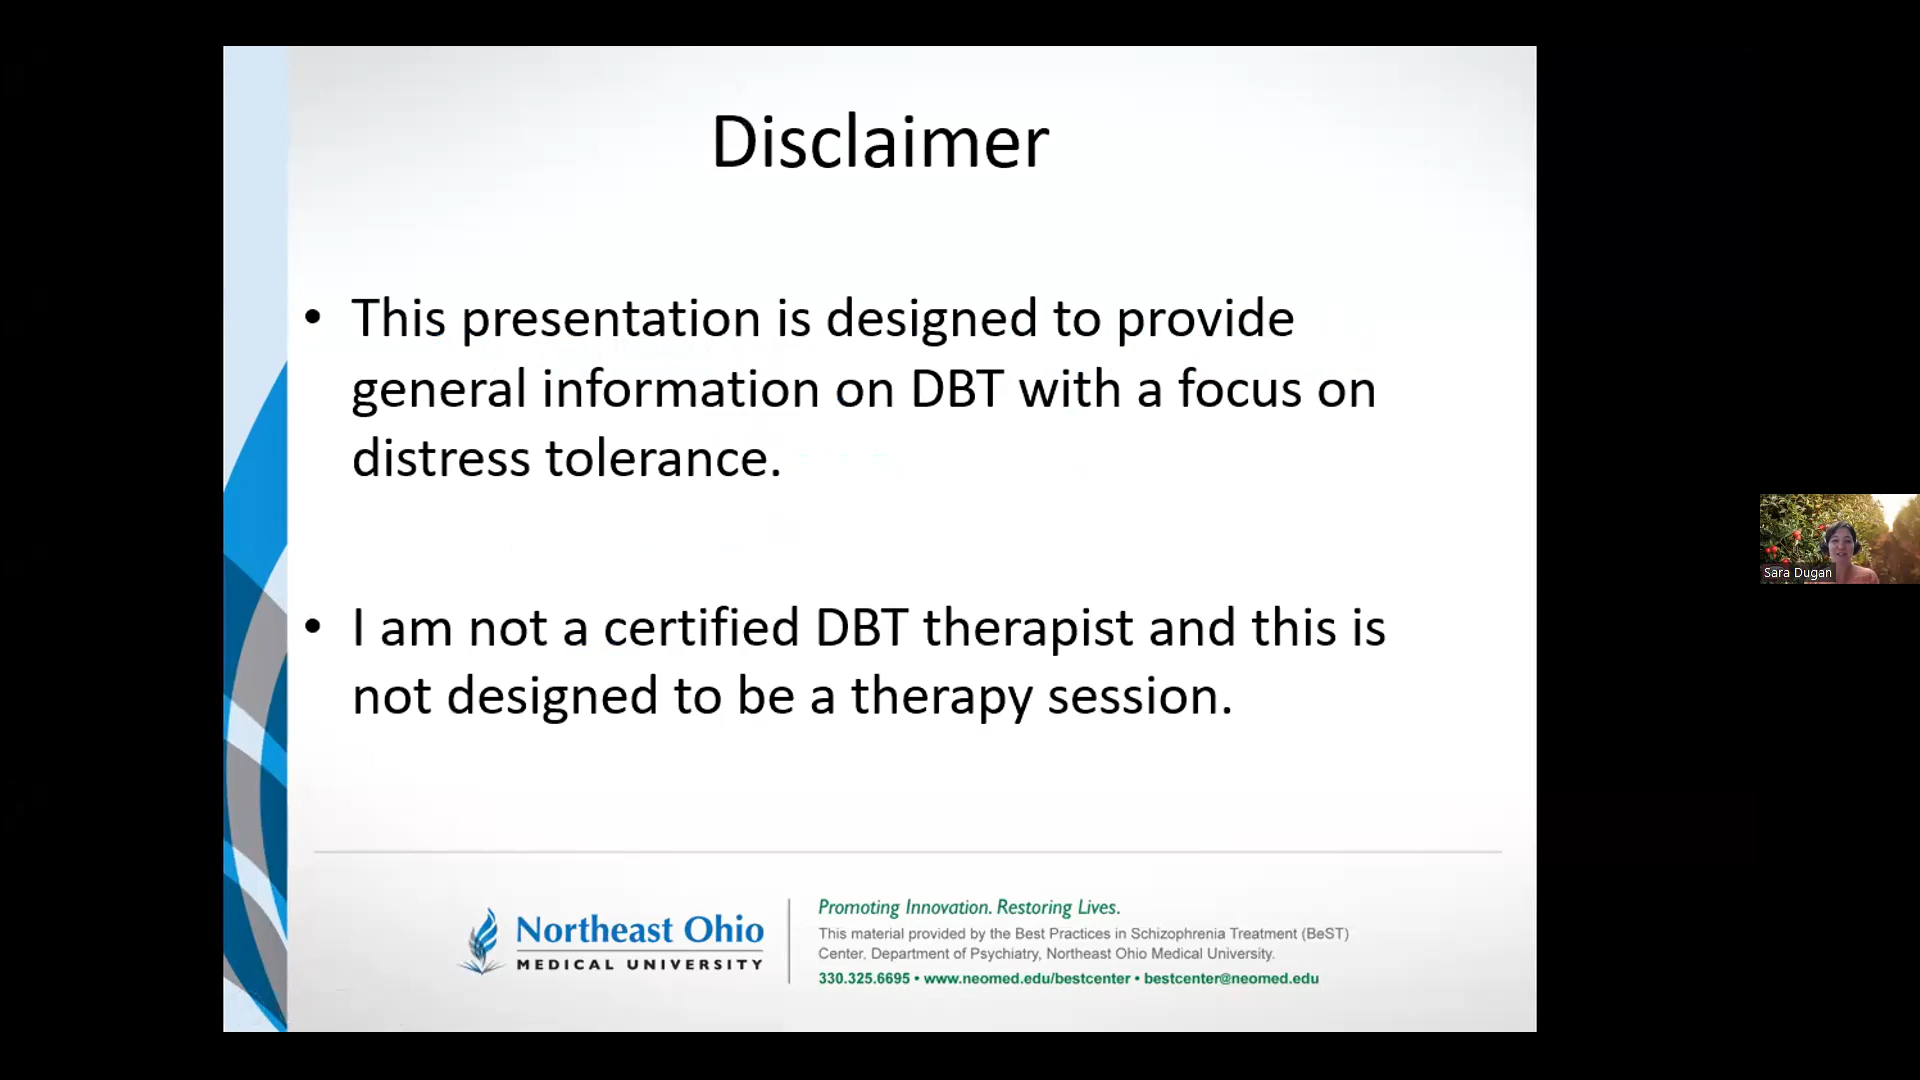 Disclaimer
• This presentation is designed to provide
general information on DBT with a focus on
distress tolerance.
• I am not a certified DBT therapist and this is
not designed to be a therapy session.
Northeast Ohio
MEDICAL UNIVERSITY
Promoting Innovation. Restoring Lives.
This material provided by the Best Practices in Schizophrenia Treatment (BeST)
Center, Department of Psychiatry, Northeast Ohio Medical University.
330.325.6695 • www.neomed.edu/bestcenter • bestcenter@neomed.edu
Sara Dugan